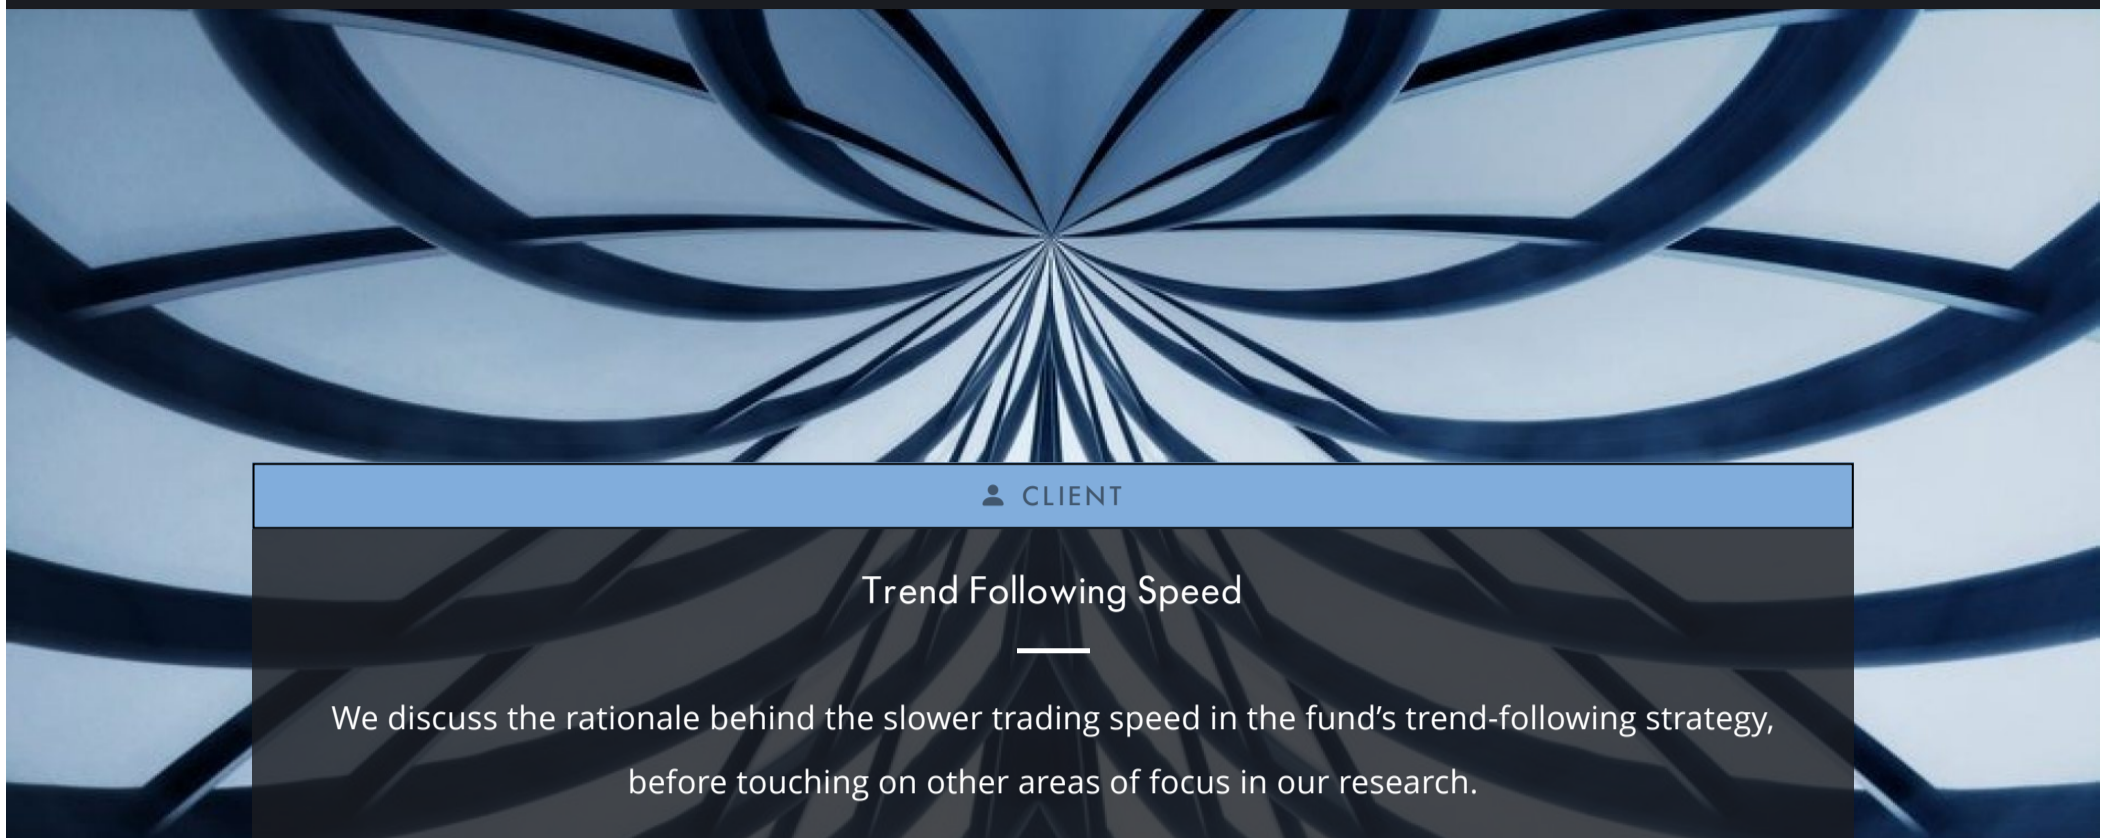 CLIENT
Trend Following Speed
We discuss the rationale behind the slower trading speed in the fund’s trend-following strategy,
before touching on other areas of focus in our research.